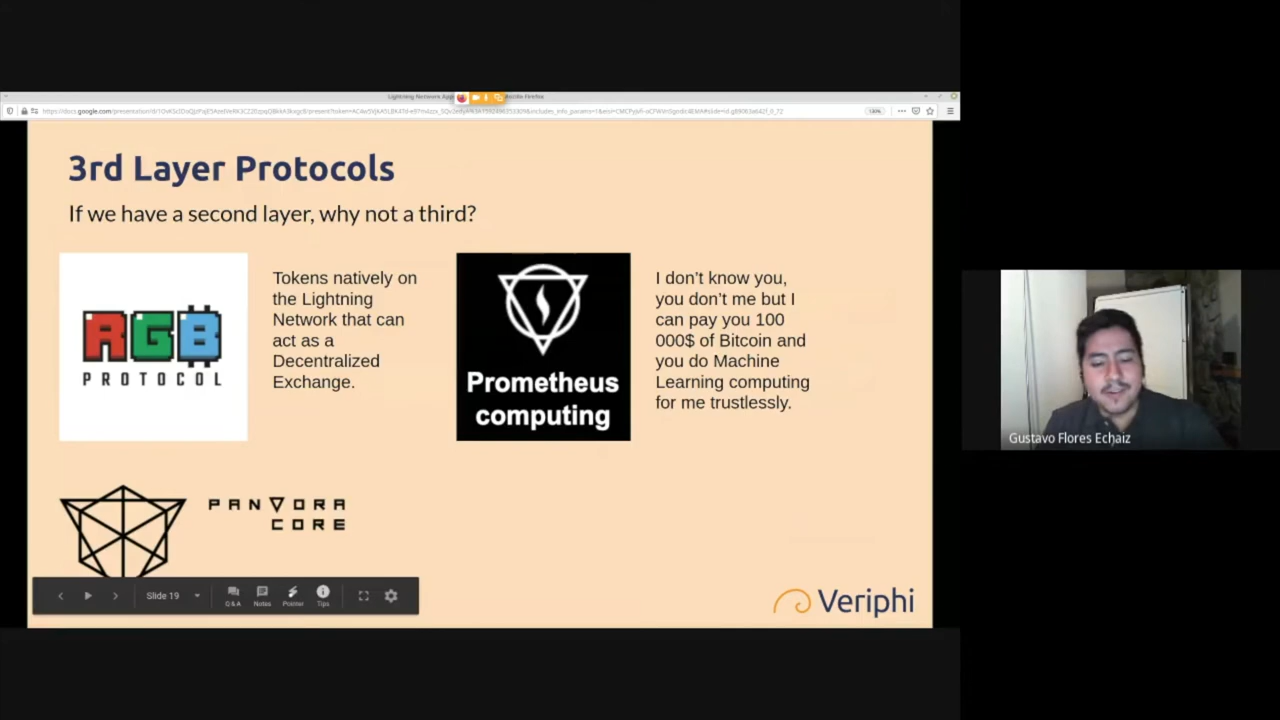 3rd Layer Protocols
If we have a second layer, why not a third?
RGB
PROTOCOL
Tokens natively on
the Lightning
Network that can
act as a
Decentralized
Exchange.
Prometheus
computing
I don’t know you,
you don’t me but I
can pay you 100
000$ of Bitcoin and
you do Machine
Learning computing
for me trustlessly.
PANDORA
CORE
Slide 19
Q&A
Notes
Pointer
Tips
Veriphi
Gustavo Flores Echaiz